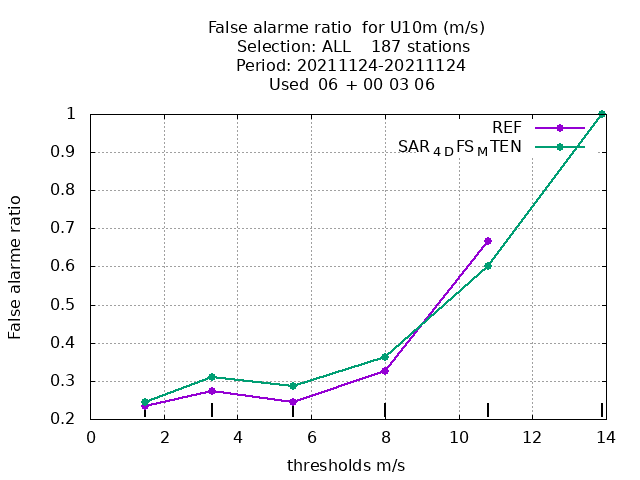 False alarme ratio  for U10m (m/s)
Selection: ALL    187 stations
Period: 20211124-20211124
Used  06 + 00 03 06
REF
SAR4DFSMTEN
False alarme ratio
1
0.9
0.8
0.7
0.6
0.5
0.4
0.3
0.2
0 2 4 6 8 10 12 14
thresholds m/s